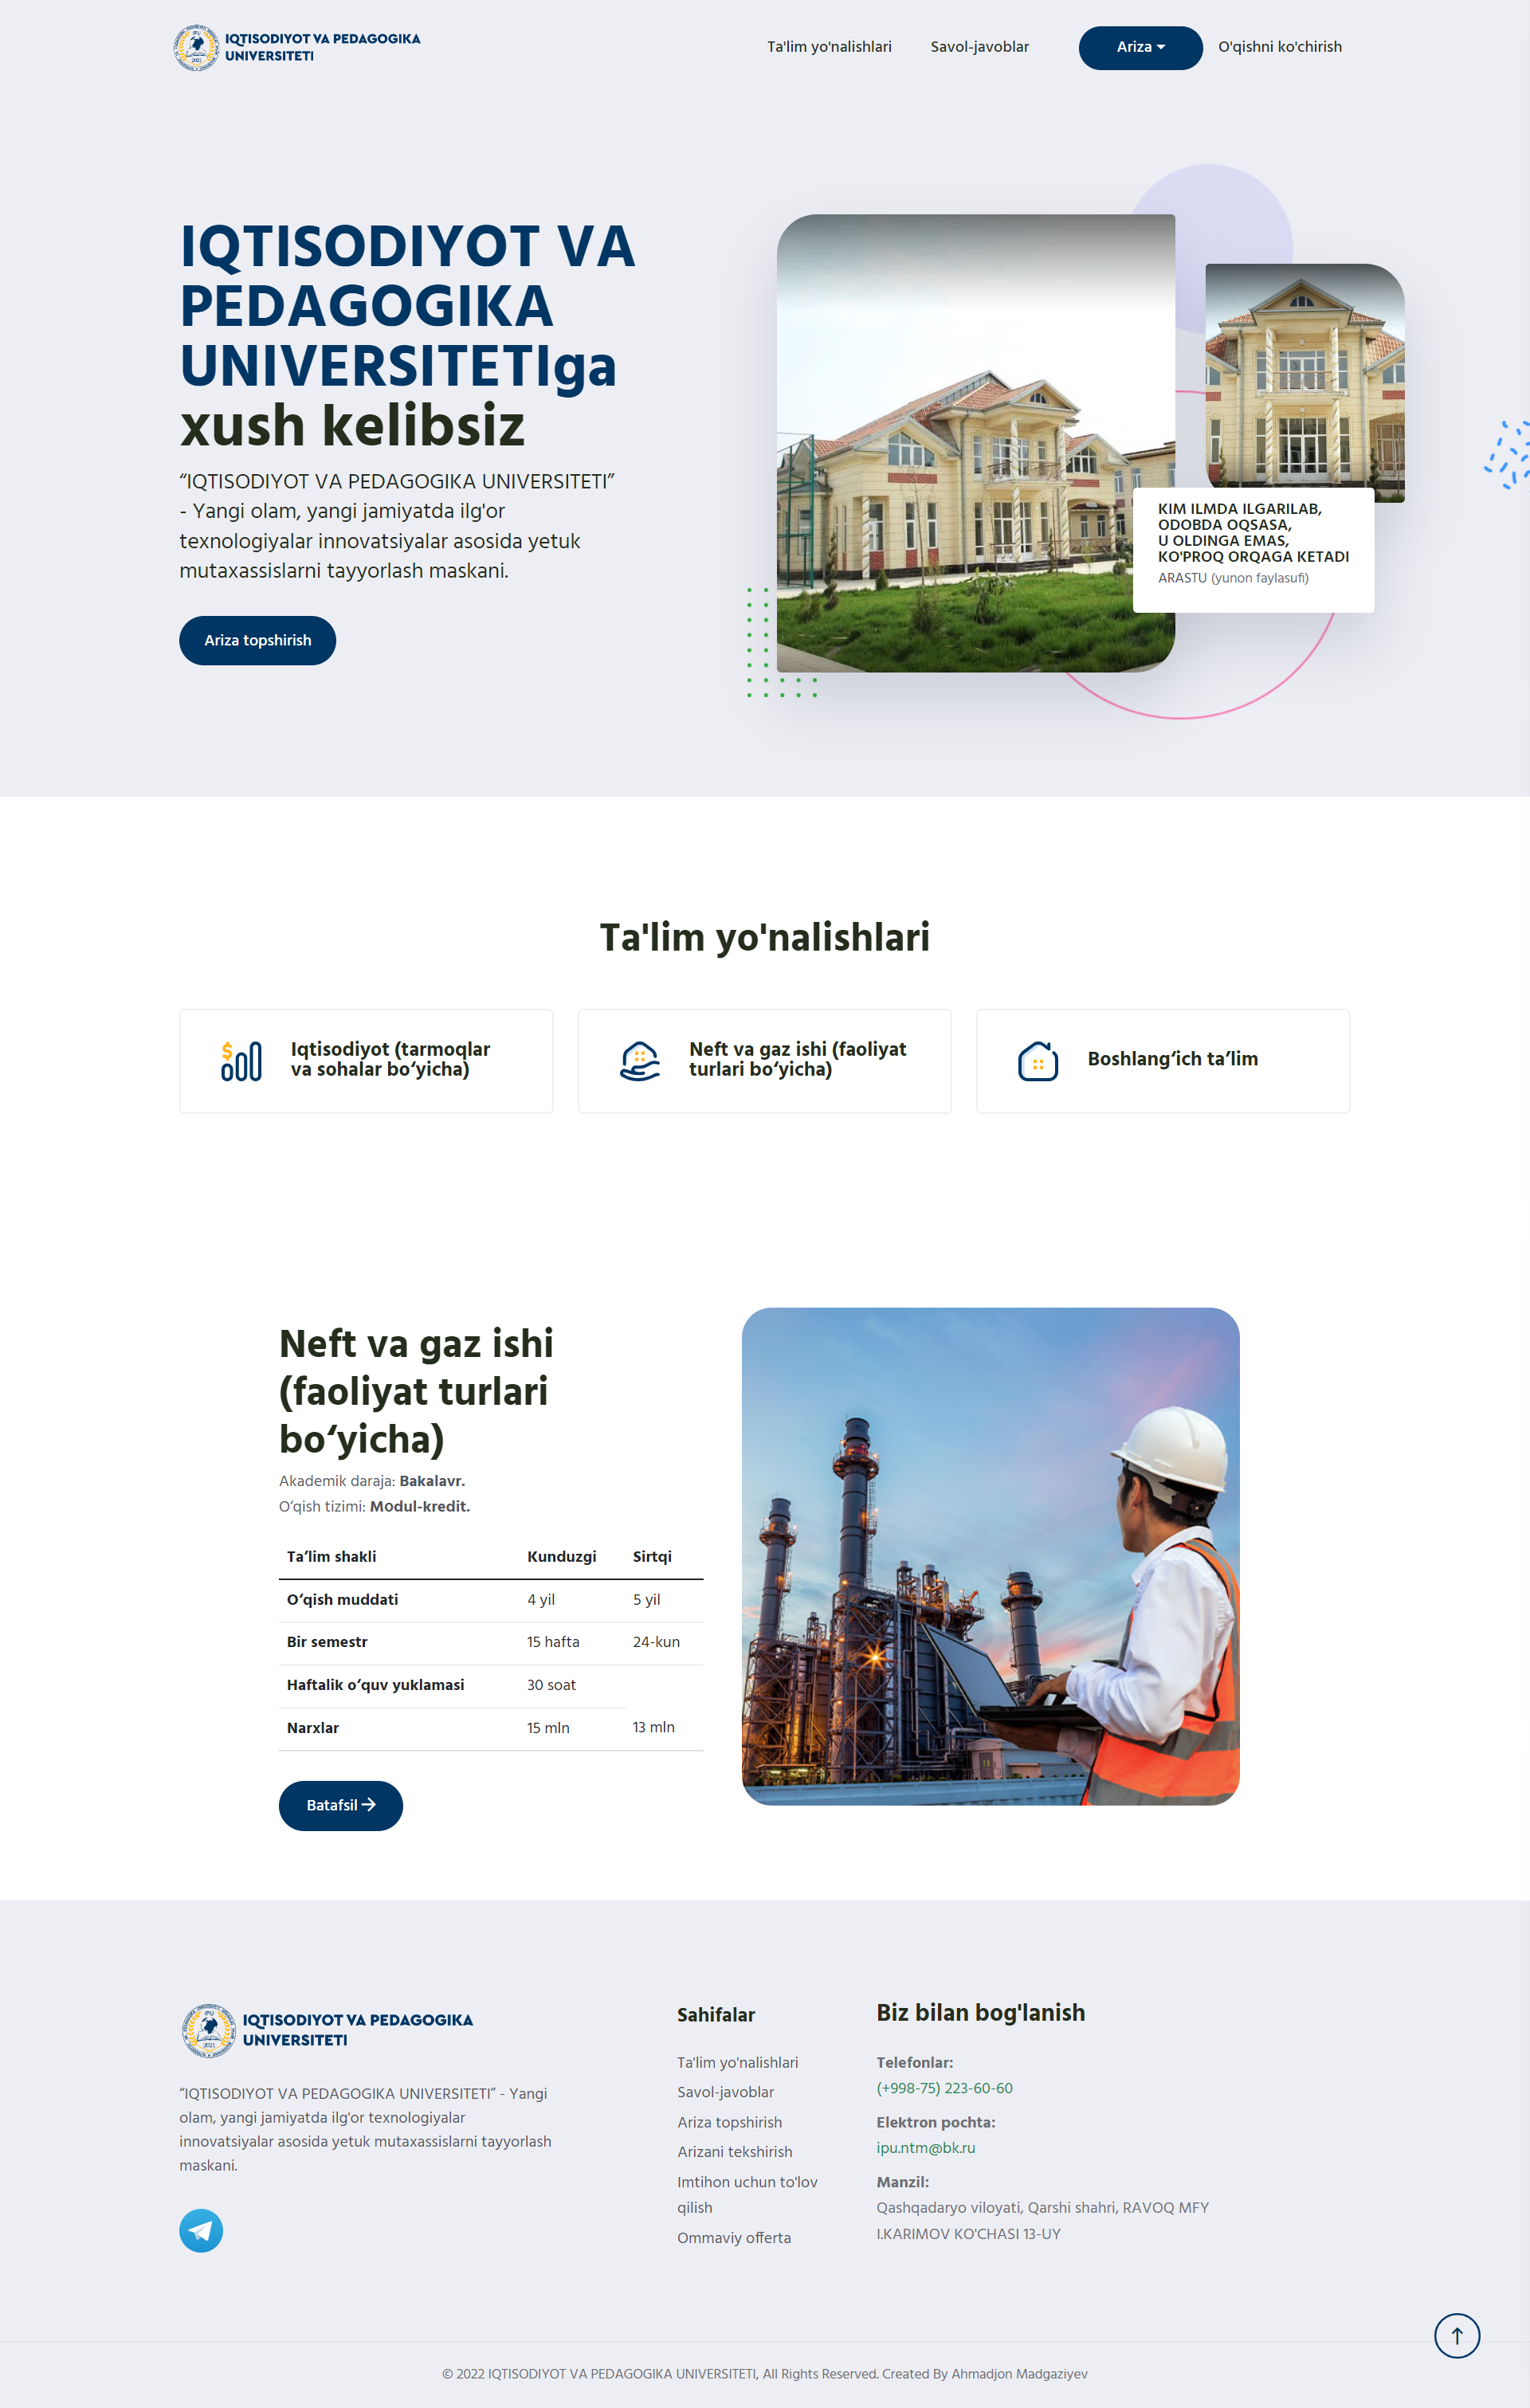 IQTISODIYOT VA PEDAGOGIKA
UNIVERSITETI
Ta'lim yo'nalishlari
Savol-javoblar
Ariza
O'qishni ko'chirish
IQTISODIYOT VA
PEDAGOGIKA
UNIVERSITETIga
xush kelibsiz
“IQTISODIYOT VA PEDAGOGIKA UNIVERSITETI”
- Yangi olam, yangi jamiyatda ilg'or
texnologiyalar innovatsiyalar asosida yetuk
mutaxassislarni tayyorlash maskani.
Ariza topshirish
KIM ILMDA ILGARILAB,
ODOBDA OQSASA,
U OLDINGA EMAS,
KO'PROQ ORQAGA KETADI
ARASTU (yunon faylasufi)
Ta'lim yo'nalishlari
Iqtisodiyot (tarmoqlar
va sohalar bo‘yicha)
Neft va gaz ishi (faoliyat
turlari bo‘yicha)
Boshlang‘ich ta’lim
Neft va gaz ishi
(faoliyat turlari
bo‘yicha)
Akademik daraja: Bakalavr.
O‘qish tizimi: Modul-kredit.
Ta’lim shakli Kunduzgi Sirtqi
O‘qish muddati 4 yil 5 yil
Bir semestr 15 hafta 24-kun
Haftalik o‘quv yuklamasi 30 soat
Narxlar 15 mln 13 mln
Batafsil
IPU
2021
IQTISODIYOT VA PEDAGOGIKA
UNIVERSITETI
“IQTISODIYOT VA PEDAGOGIKA UNIVERSITETI” - Yangi
olam, yangi jamiyatda ilg'or texnologiyalar
innovatsiyalar asosida yetuk mutaxassislarni tayyorlash
maskani.
Sahifalar
Ta'lim yo'nalishlari
Savol-javoblar
Ariza topshirish
Arizani tekshirish
Imtihon uchun to'lov
qilish
Ommaviy offerta
Biz bilan bog'lanish
Telefonlar:
(+998-75) 223-60-60
Elektron pochta:
ipu.ntm@bk.ru
Manzil:
Qashqadaryo viloyati, Qarshi shahri, RAVOQ MFY
I.KARIMOV KO'CHASI 13-UY
© 2022 IQTISODIYOT VA PEDAGOGIKA UNIVERSITETI, All Rights Reserved. Created By Ahmadjon Madgaziyev